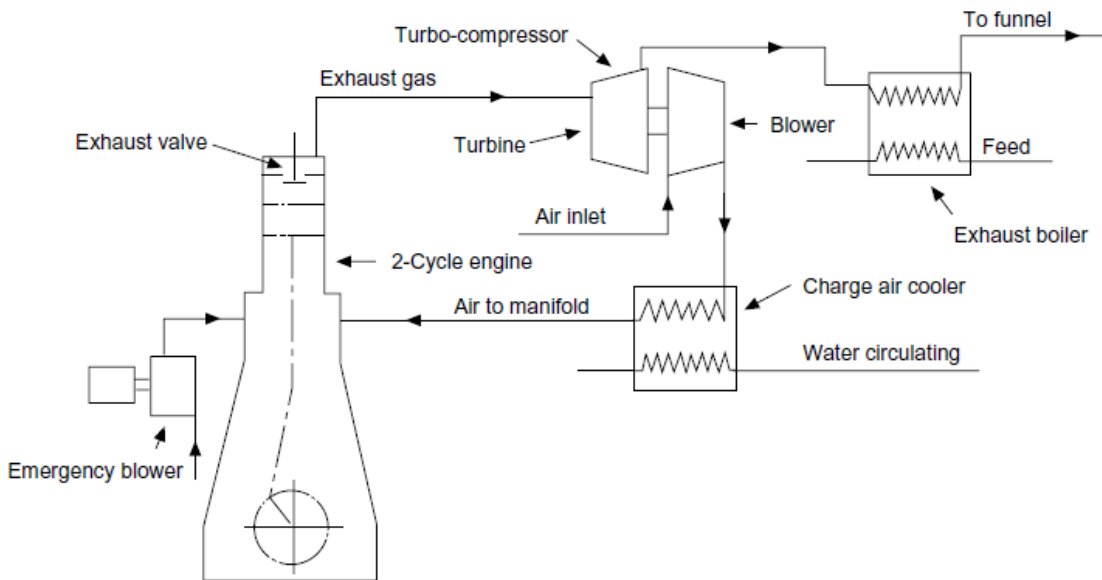 To funnel
Turbo-compressor
Exhaust gas
Exhaust valve
Turbine
Blower
Feed
Air inlet
Exhaust boiler
2-Cycle engine
Charge air cooler
Air to manifold
Water circulating
Emergency blower